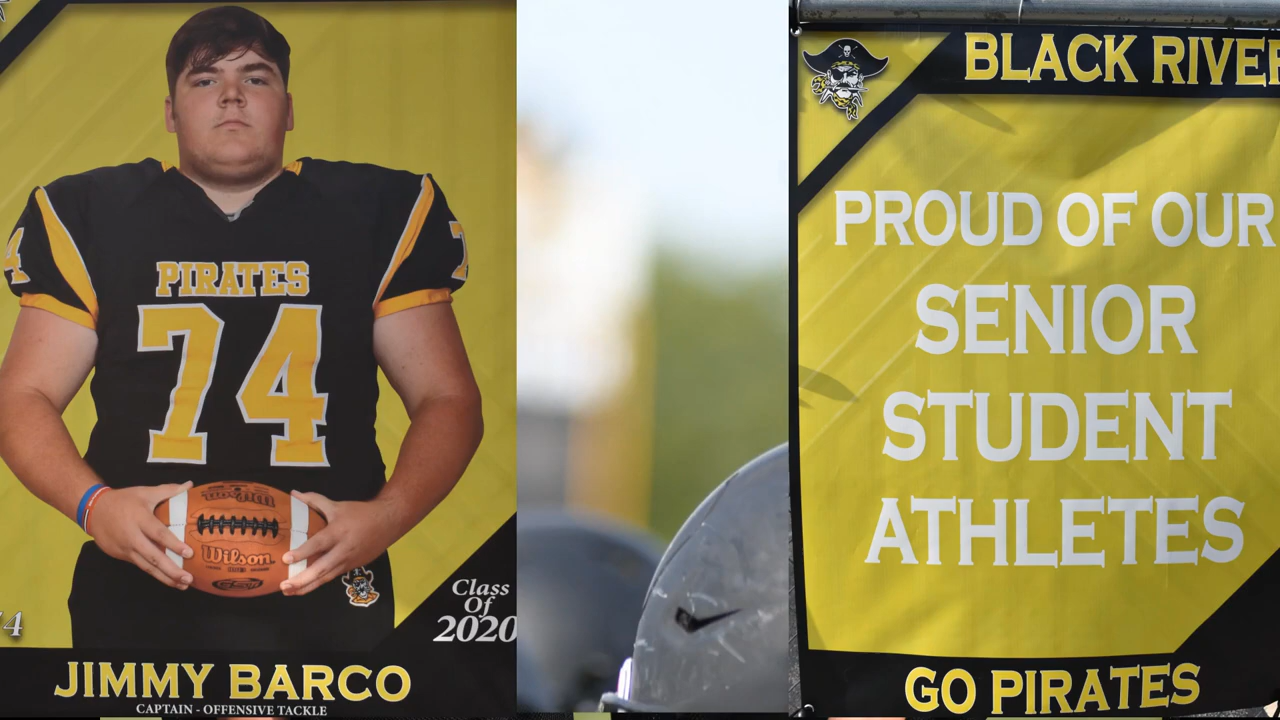 PIRATES
74
Wilson
Class
Of
2020
JIMMY BARCO
CAPTAIN - OFFENSIVE TACKLE
BLACK RIVER
PROUD OF OUR
SENIOR
STUDENT
ATHLETES
GO PIRATES